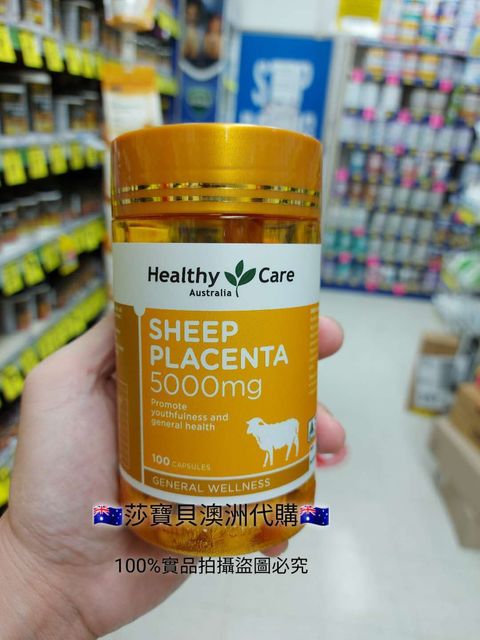 Healthy Care
Australia
SHEEP
PLACENTA
5000mg
Promote
youthfulness and
general health
100 CAPSULES
GENERAL WELLNESS
🇦🇺莎寶貝澳洲代購🇦🇺
100%實品拍攝盜圖必究